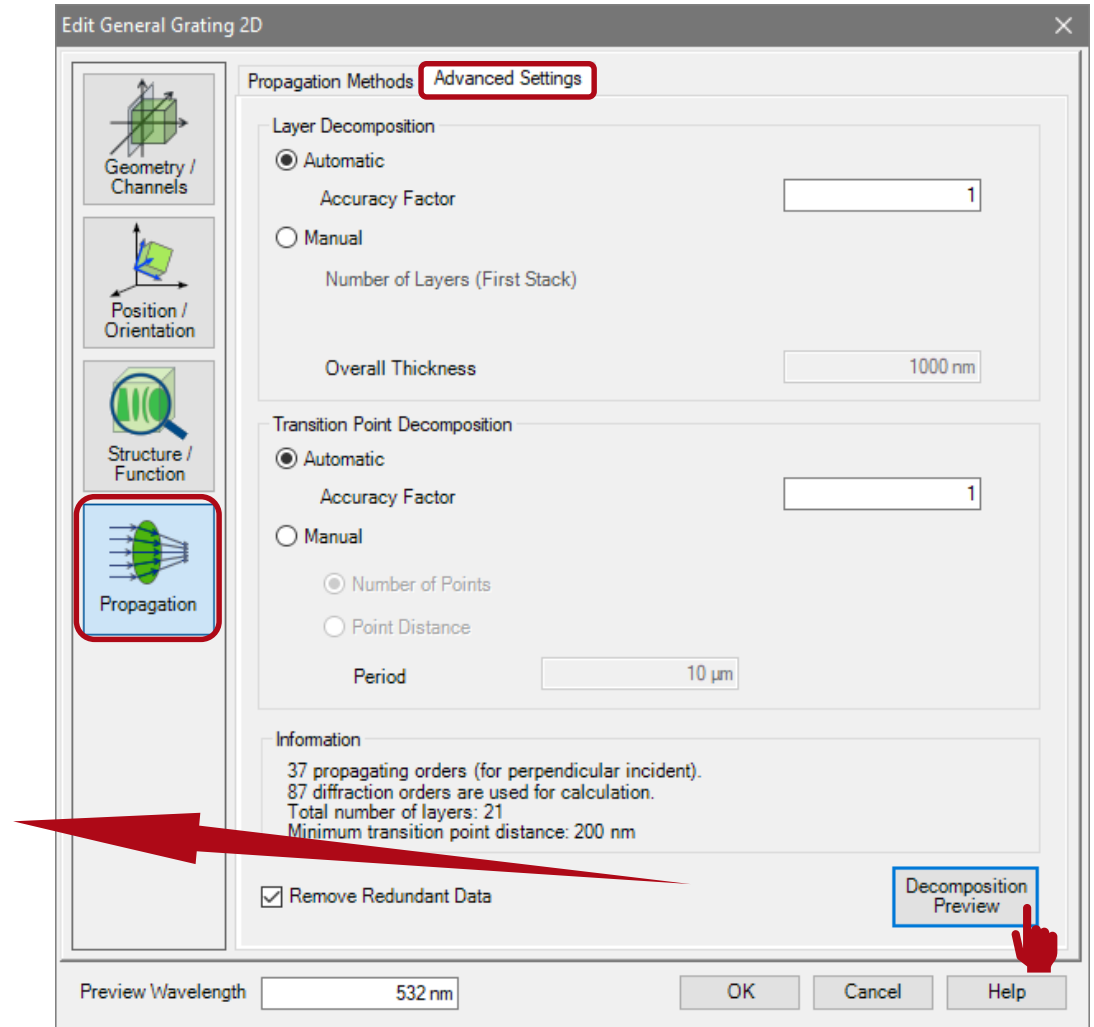 Edit General Grating 2D
Propagation Methods
Advanced Settings
Geometry /
Channels
Position /
Orientation
Structure /
Function
Propagation
Layer Decomposition
Automatic
Accuracy Factor
1
Manual
Number of Layers (First Stack)
Overall Thickness
1000 nm
Transition Point Decomposition
Automatic
Accuracy Factor
1
Manual
Number of Points
Point Distance
Period
10 µm
Information
37 propagating orders (for perpendicular incident).
87 diffraction orders are used for calculation.
Total number of layers: 21
Minimum transition point distance: 200 nm
Remove Redundant Data
Decomposition
Preview
Preview Wavelength
532 nm
OK
Cancel
Help